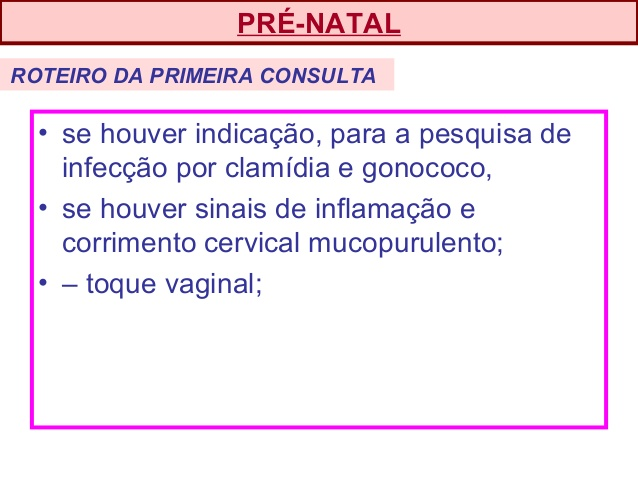 PRÉ-NATAL
ROTEIRO DA PRIMEIRA CONSULTA
• se houver indicação, para a pesquisa de
infecção por clamídia e gonococo,
• se houver sinais de inflamação e
corrimento cervical mucopurulento;
• – toque vaginal;